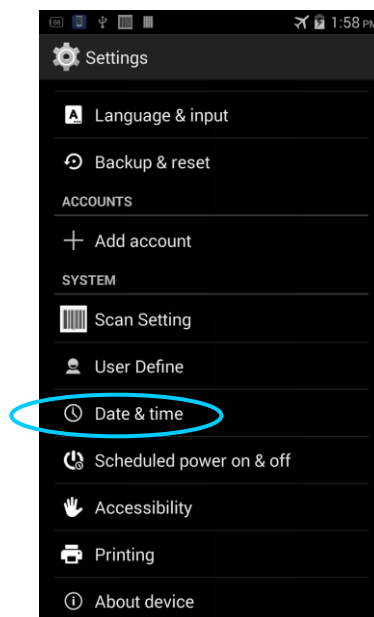 1:58 PM
Settings
Language & input
Backup & reset
ACCOUNTS
Add account
SYSTEM
Scan Setting
User Define
Date & time
Scheduled power on & off
Accessibility
Printing
About device